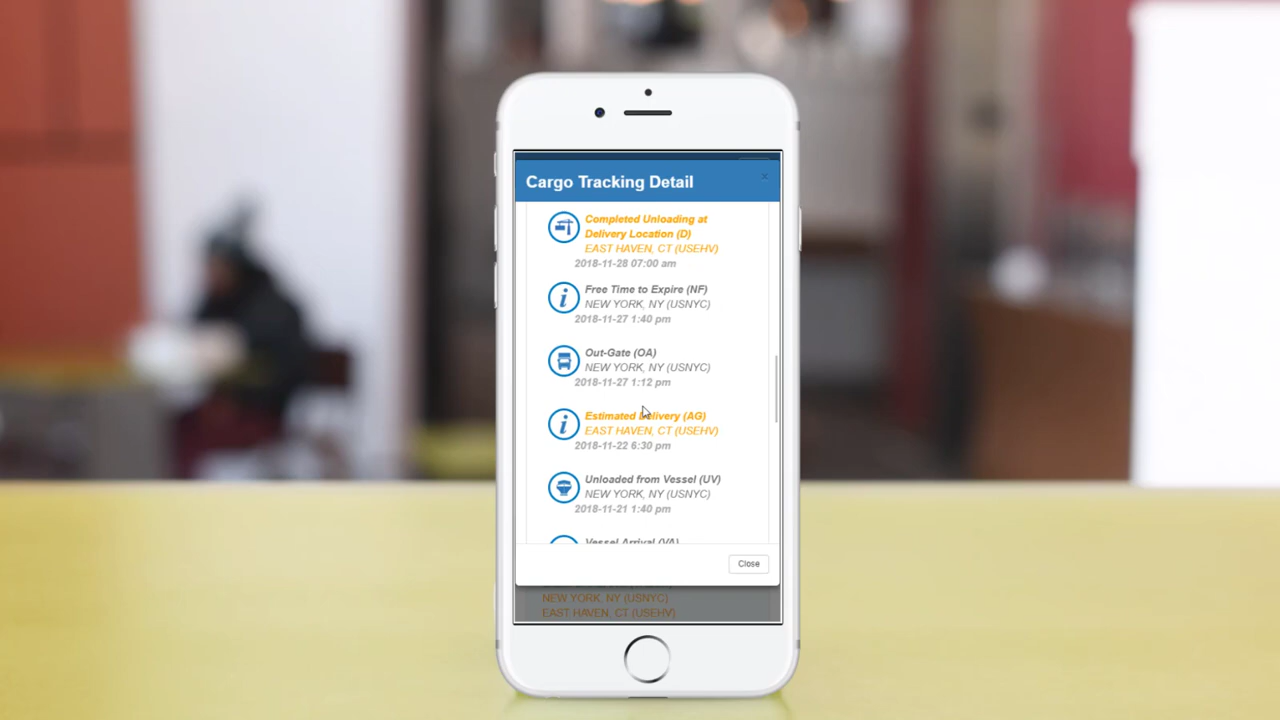 Cargo Tracking Detail
x
Completed Unloading at
Delivery Location (D)
EAST HAVEN, CT (USEHV)
2018-11-28 07:00 am
i
Free Time to Expire (NF)
NEW YORK, NY (USNYC)
2018-11-27 1:40 pm
Out-Gate (OA)
NEW YORK, NY (USNYC)
2018-11-27 1:12 pm
i
Estimated Delivery (AG)
EAST HAVEN, CT (USEHV)
2018-11-22 6:30 pm
Unloaded from Vessel (UV)
NEW YORK, NY (USNYC)
2018-11-21 1:40 pm
Vessel Arrival (VA)
Close
NEW YORK, NY (USNYC)
EAST HAVEN, CT (USEHV)